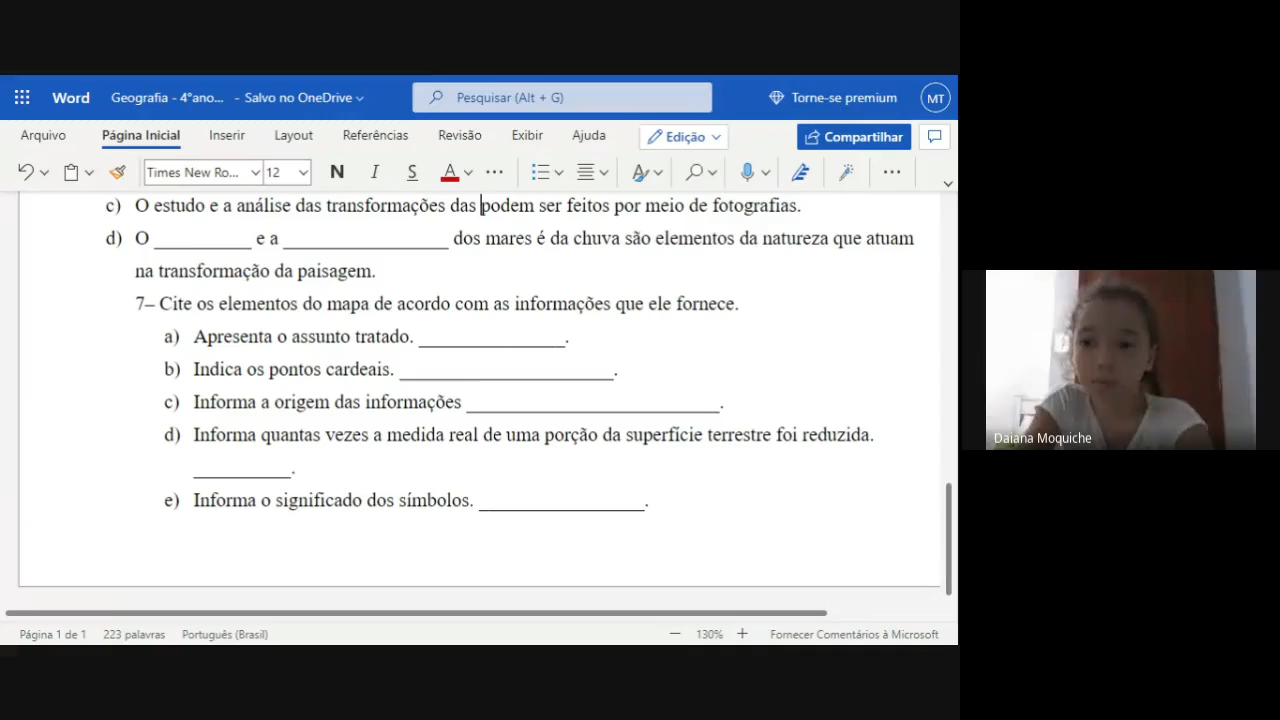 Word Geografia - 4°ano... - Salvo no OneDrive Pesquisar (Alt + G) Torne-se premium MT
Arquivo Página Inicial Inserir Layout Referências Revisão Exibir Ajuda Edição Compartilhar
Times New Ro... 12 N I S A ...
c) O estudo e a análise das transformações das podem ser feitos por meio de fotografias.
d) O __________ e a _________________ dos mares é da chuva são elementos da natureza que atuam
na transformação da paisagem.
7– Cite os elementos do mapa de acordo com as informações que ele fornece.
a) Apresenta o assunto tratado. _______________.
b) Indica os pontos cardeais. ______________________.
c) Informa a origem das informações __________________________.
d) Informa quantas vezes a medida real de uma porção da superfície terrestre foi reduzida.
__________.
e) Informa o significado dos símbolos. _________________.
Página 1 de 1 223 palavras Português (Brasil) 130% Fornecer Comentários à Microsoft
Daiana Moquiche